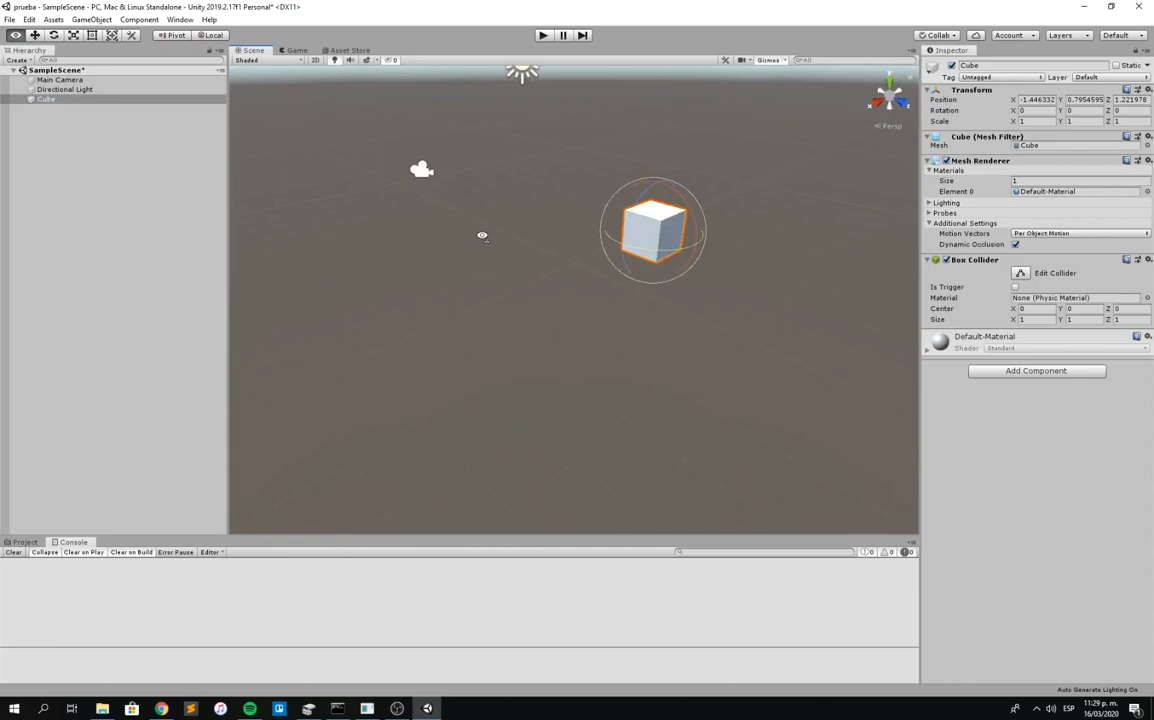 prueba - SampleScene - PC, Mac & Linux Standalone - Unity 2019.2.17f1 Personal* <DX11>
File Edit Assets GameObject Component Window Help
Pivot Local Collab Account Layers Default
Hierarchy Scene Game Asset Store Inspector
Create All Shaded 2D 0 Gizmos All
SampleScene*
Main Camera
Directional Light
Cube
Persp
y
x z
Cube Static
Tag Untagged Layer Default
Transform
Position X -1.446332 Y 0.7954595 Z 1.221978
Rotation X 0 Y 0 Z 0
Scale X 1 Y 1 Z 1
Cube (Mesh Filter)
Mesh Cube
Mesh Renderer
Materials
Size 1
Element 0 Default-Material
Lighting
Probes
Additional Settings
Motion Vectors Per Object Motion
Dynamic Occlusion
Box Collider
Edit Collider
Is Trigger
Material None (Physic Material)
Center X 0 Y 0 Z 0
Size X 1 Y 1 Z 1
Default-Material
Shader Standard
Add Component
Project Console
Clear Collapse Clear on Play Clear on Build Error Pause Editor 0 0 0
Auto Generate Lighting On
ESP 11:29 p. m.
16/03/2020 1